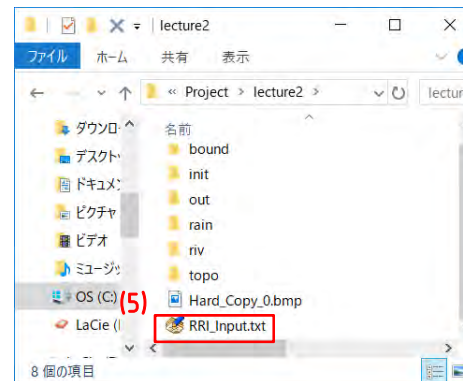 lecture2
ファイル ホーム 共有 表示
« Project > lecture2 >
lectur
ダウンロ
デスクト
ドキュメ
ピクチャ
ビデオ
ミュージッ
OS (C:)
LaCie (
(5)
名前
bound
init
out
rain
riv
topo
Hard_Copy_0.bmp
RRI_Input.txt
8 個の項目